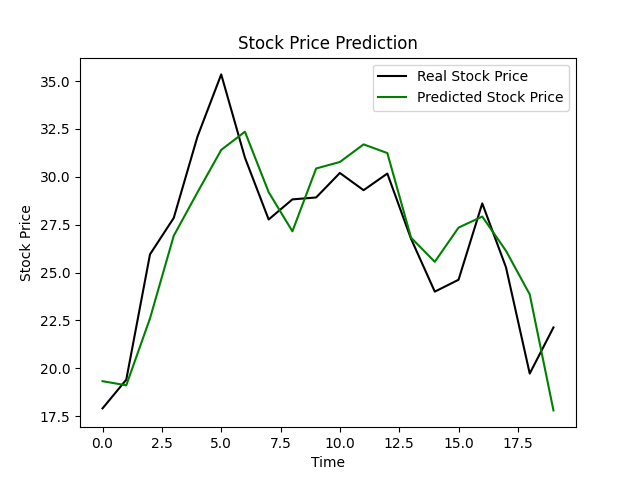 Stock Price Prediction
Real Stock Price
Predicted Stock Price
Stock Price
35.0
32.5
30.0
27.5
25.0
22.5
20.0
17.5
0.0 2.5 5.0 7.5 10.0 12.5 15.0 17.5
Time